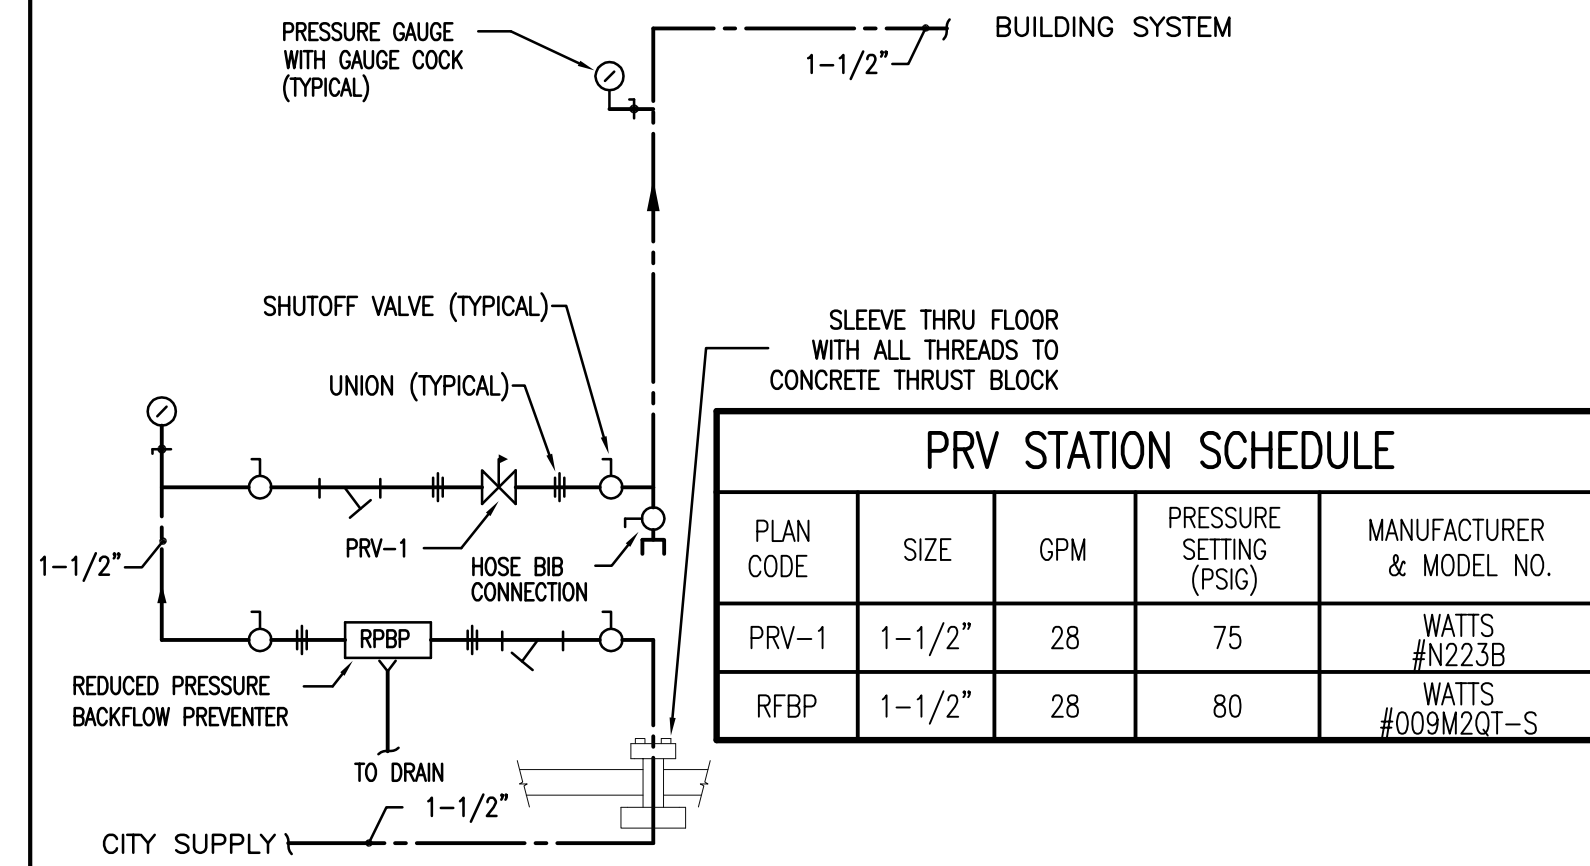 PRESSURE GAUGE
WITH GAUGE COCK
(TYPICAL)
BUILDING SYSTEM
1-1/2"
SHUTOFF VALVE (TYPICAL)
UNION (TYPICAL)
SLEEVE THRU FLOOR
WITH ALL THREADS TO
CONCRETE THRUST BLOCK
1-1/2"
PRV-1
HOSE BIB
CONNECTION
RPBP
REDUCED PRESSURE
BACKFLOW PREVENTER
TO DRAIN
1-1/2"
CITY SUPPLY
PRV STATION SCHEDULE
PLAN
CODE
SIZE
GPM
PRESSURE
SETTING
(PSIG)
MANUFACTURER
& MODEL NO.
PRV-1
1-1/2"
28
75
WATTS
#N223B
RFBP
1-1/2"
28
80
WATTS
#009M2QT-S